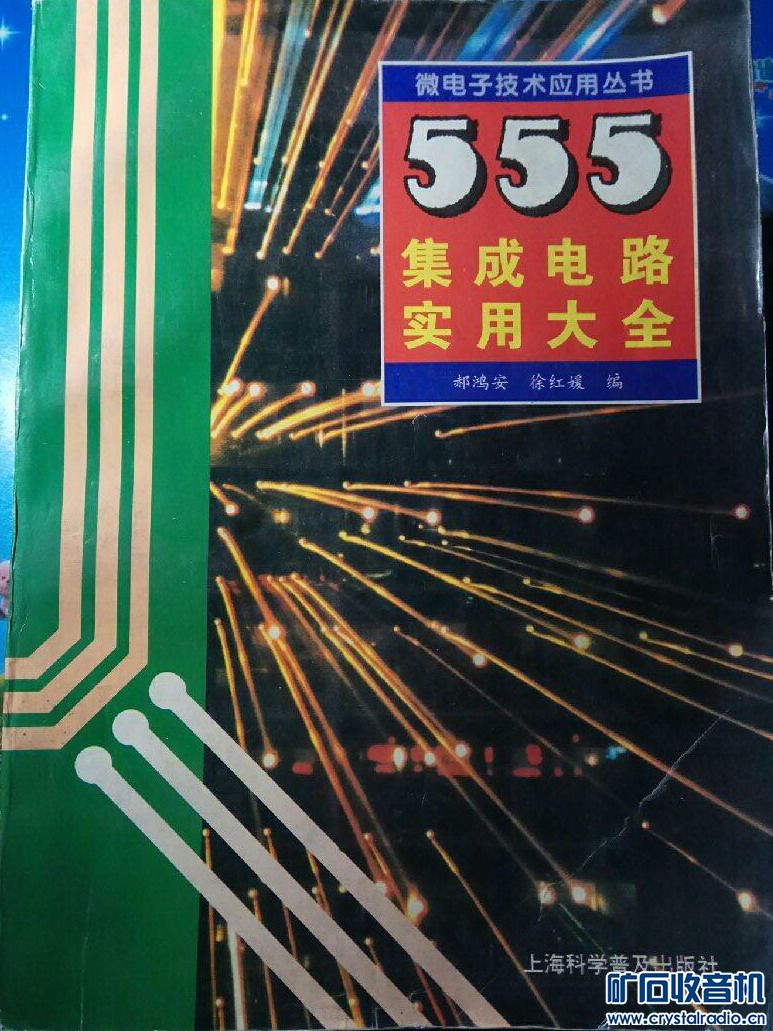 微电子技术应用丛书
555
集成电路
实用大全
郝鸿安 徐红媛 编
上海科学普及出版社
矿石收音机
www.crystalradio.cn